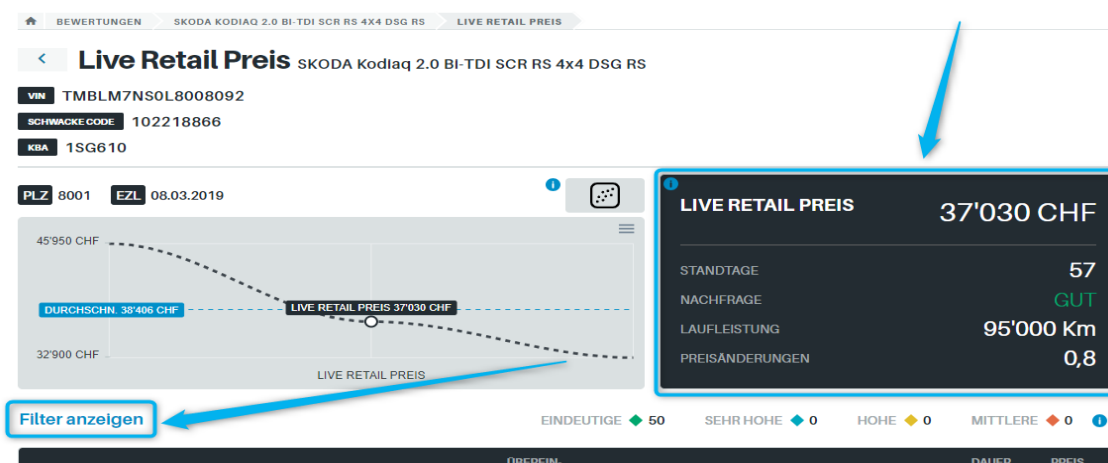 BEWERTUNGEN SKODA KODIAQ 2.0 BI-TDI SCR RS 4X4 DSG RS LIVE RETAIL PREIS
Live Retail Preis SKODA Kodiaq 2.0 BI-TDI SCR RS 4x4 DSG RS
VIN TMBLM7NS0L8008092
SCHWACKE CODE 102218866
KBA 1SG610
PLZ 8001 EZL 08.03.2019
45'950 CHF
DURCHSCHN. 38'406 CHF
LIVE RETAIL PREIS 37'030 CHF
32'900 CHF
LIVE RETAIL PREIS
LIVE RETAIL PREIS 37'030 CHF
STANDTAGE 57
NACHFRAGE GUT
LAUFLEISTUNG 95'000 Km
PREISÄNDERUNGEN 0,8
Filter anzeigen
EINDEUTIGE 50 SEHR HOHE 0 HOHE 0 MITTLERE 0
ÜBEREIN- DAUER PREIS